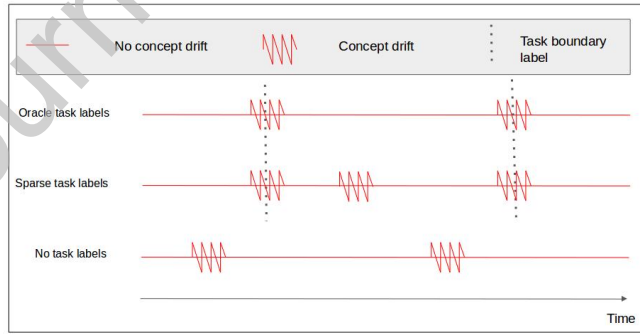 No concept drift
Concept drift
Task boundary
label
Oracle task labels
Sparse task labels
No task labels
Time